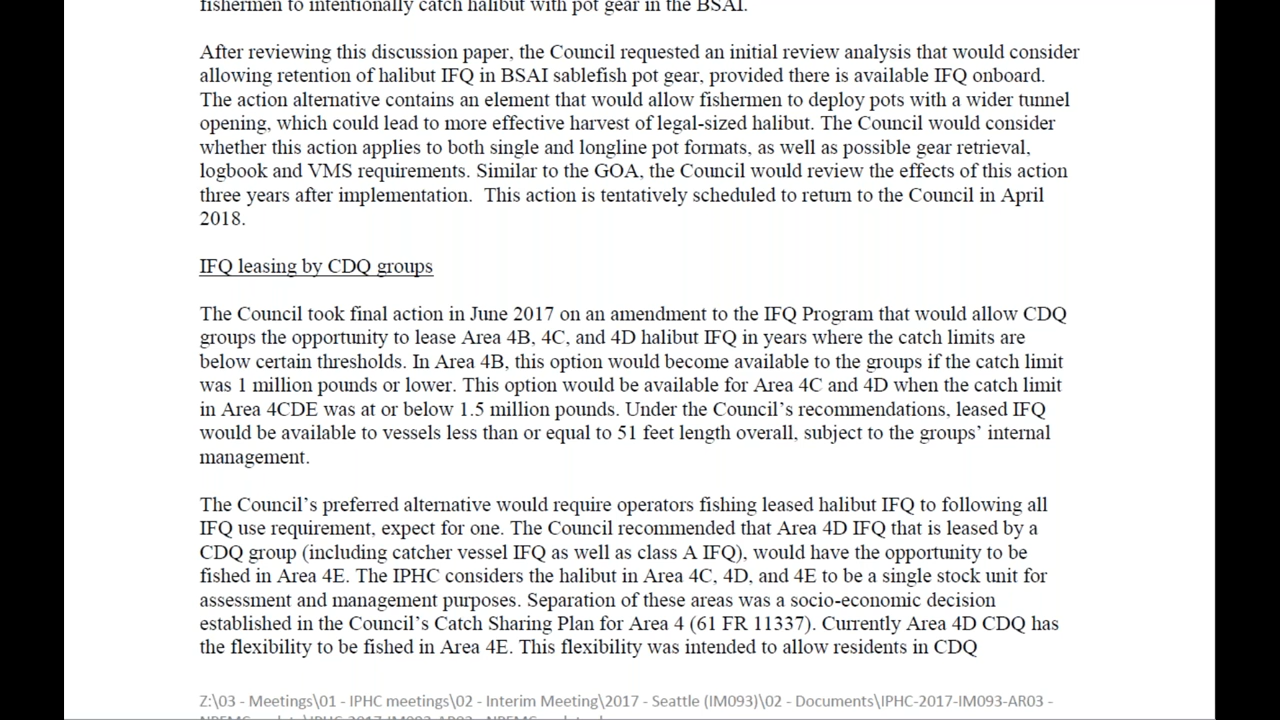 fishermen to intentionally catch halibut with pot gear in the BSAI.
After reviewing this discussion paper, the Council requested an initial review analysis that would consider
allowing retention of halibut IFQ in BSAI sablefish pot gear, provided there is available IFQ onboard.
The action alternative contains an element that would allow fishermen to deploy pots with a wider tunnel
opening, which could lead to more effective harvest of legal-sized halibut. The Council would consider
whether this action applies to both single and longline pot formats, as well as possible gear retrieval,
logbook and VMS requirements. Similar to the GOA, the Council would review the effects of this action
three years after implementation.  This action is tentatively scheduled to return to the Council in April
2018.
IFQ leasing by CDQ groups
The Council took final action in June 2017 on an amendment to the IFQ Program that would allow CDQ
groups the opportunity to lease Area 4B, 4C, and 4D halibut IFQ in years where the catch limits are
below certain thresholds. In Area 4B, this option would become available to the groups if the catch limit
was 1 million pounds or lower. This option would be available for Area 4C and 4D when the catch limit
in Area 4CDE was at or below 1.5 million pounds. Under the Council's recommendations, leased IFQ
would be available to vessels less than or equal to 51 feet length overall, subject to the groups' internal
management.
The Council's preferred alternative would require operators fishing leased halibut IFQ to following all
IFQ use requirement, expect for one. The Council recommended that Area 4D IFQ that is leased by a
CDQ group (including catcher vessel IFQ as well as class A IFQ), would have the opportunity to be
fished in Area 4E. The IPHC considers the halibut in Area 4C, 4D, and 4E to be a single stock unit for
assessment and management purposes. Separation of these areas was a socio-economic decision
established in the Council's Catch Sharing Plan for Area 4 (61 FR 11337). Currently Area 4D CDQ has
the flexibility to be fished in Area 4E. This flexibility was intended to allow residents in CDQ
Z:\03 - Meetings\01 - IPHC meetings\02 - Interim Meeting\2017 - Seattle (IM093)\02 - Documents\IPHC-2017-IM093-AR03 -